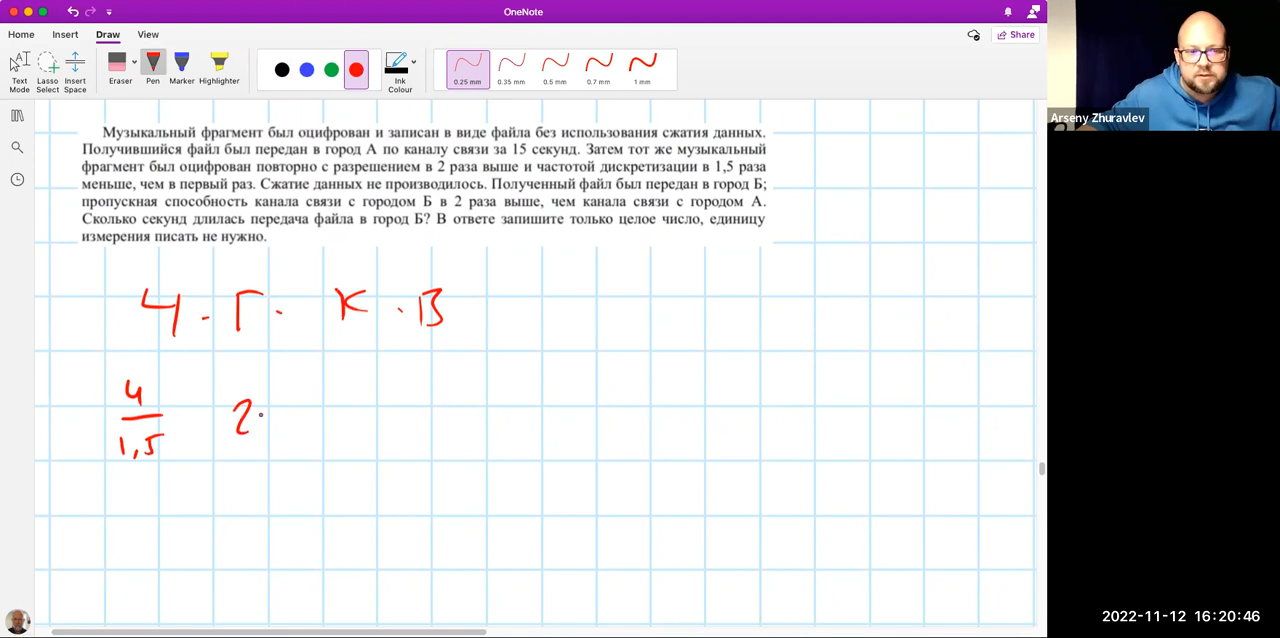 OneNote
Home Insert Draw View
Share
Text Mode
Lasso Select
Insert Space
Eraser
Pen
Marker
Highlighter
Ink Colour
0.25 mm 0.35 mm 0.5 mm 0.7 mm 1 mm
Arseny Zhuravlev
Музыкальный фрагмент был оцифрован и записан в виде файла без использования сжатия данных.
Получившийся файл был передан в город А по каналу связи за 15 секунд. Затем тот же музыкальный
фрагмент был оцифрован повторно с разрешением в 2 раза выше и частотой дискретизации в 1,5 раза
меньше, чем в первый раз. Сжатие данных не производилось. Полученный файл был передан в город Б;
пропускная способность канала связи с городом Б в 2 раза выше, чем канала связи с городом А.
Сколько секунд длилась передача файла в город Б? В ответе запишите только целое число, единицу
измерения писать не нужно.
Ч · Г · К · В
Ч
1,5
2
2022-11-12 16:20:46